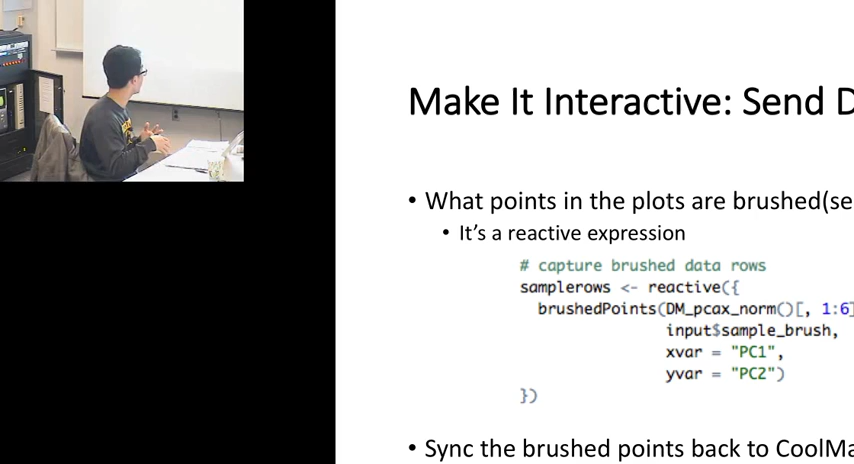 Make It Interactive: Send D
• What points in the plots are brushed(se
• It's a reactive expression
# capture brushed data rows
samplerows <- reactive({
brushedPoints(DM_pcax_norm()[, 1:6]
input$sample_brush,
xvar = "PC1",
yvar = "PC2")
})
• Sync the brushed points back to CoolMa